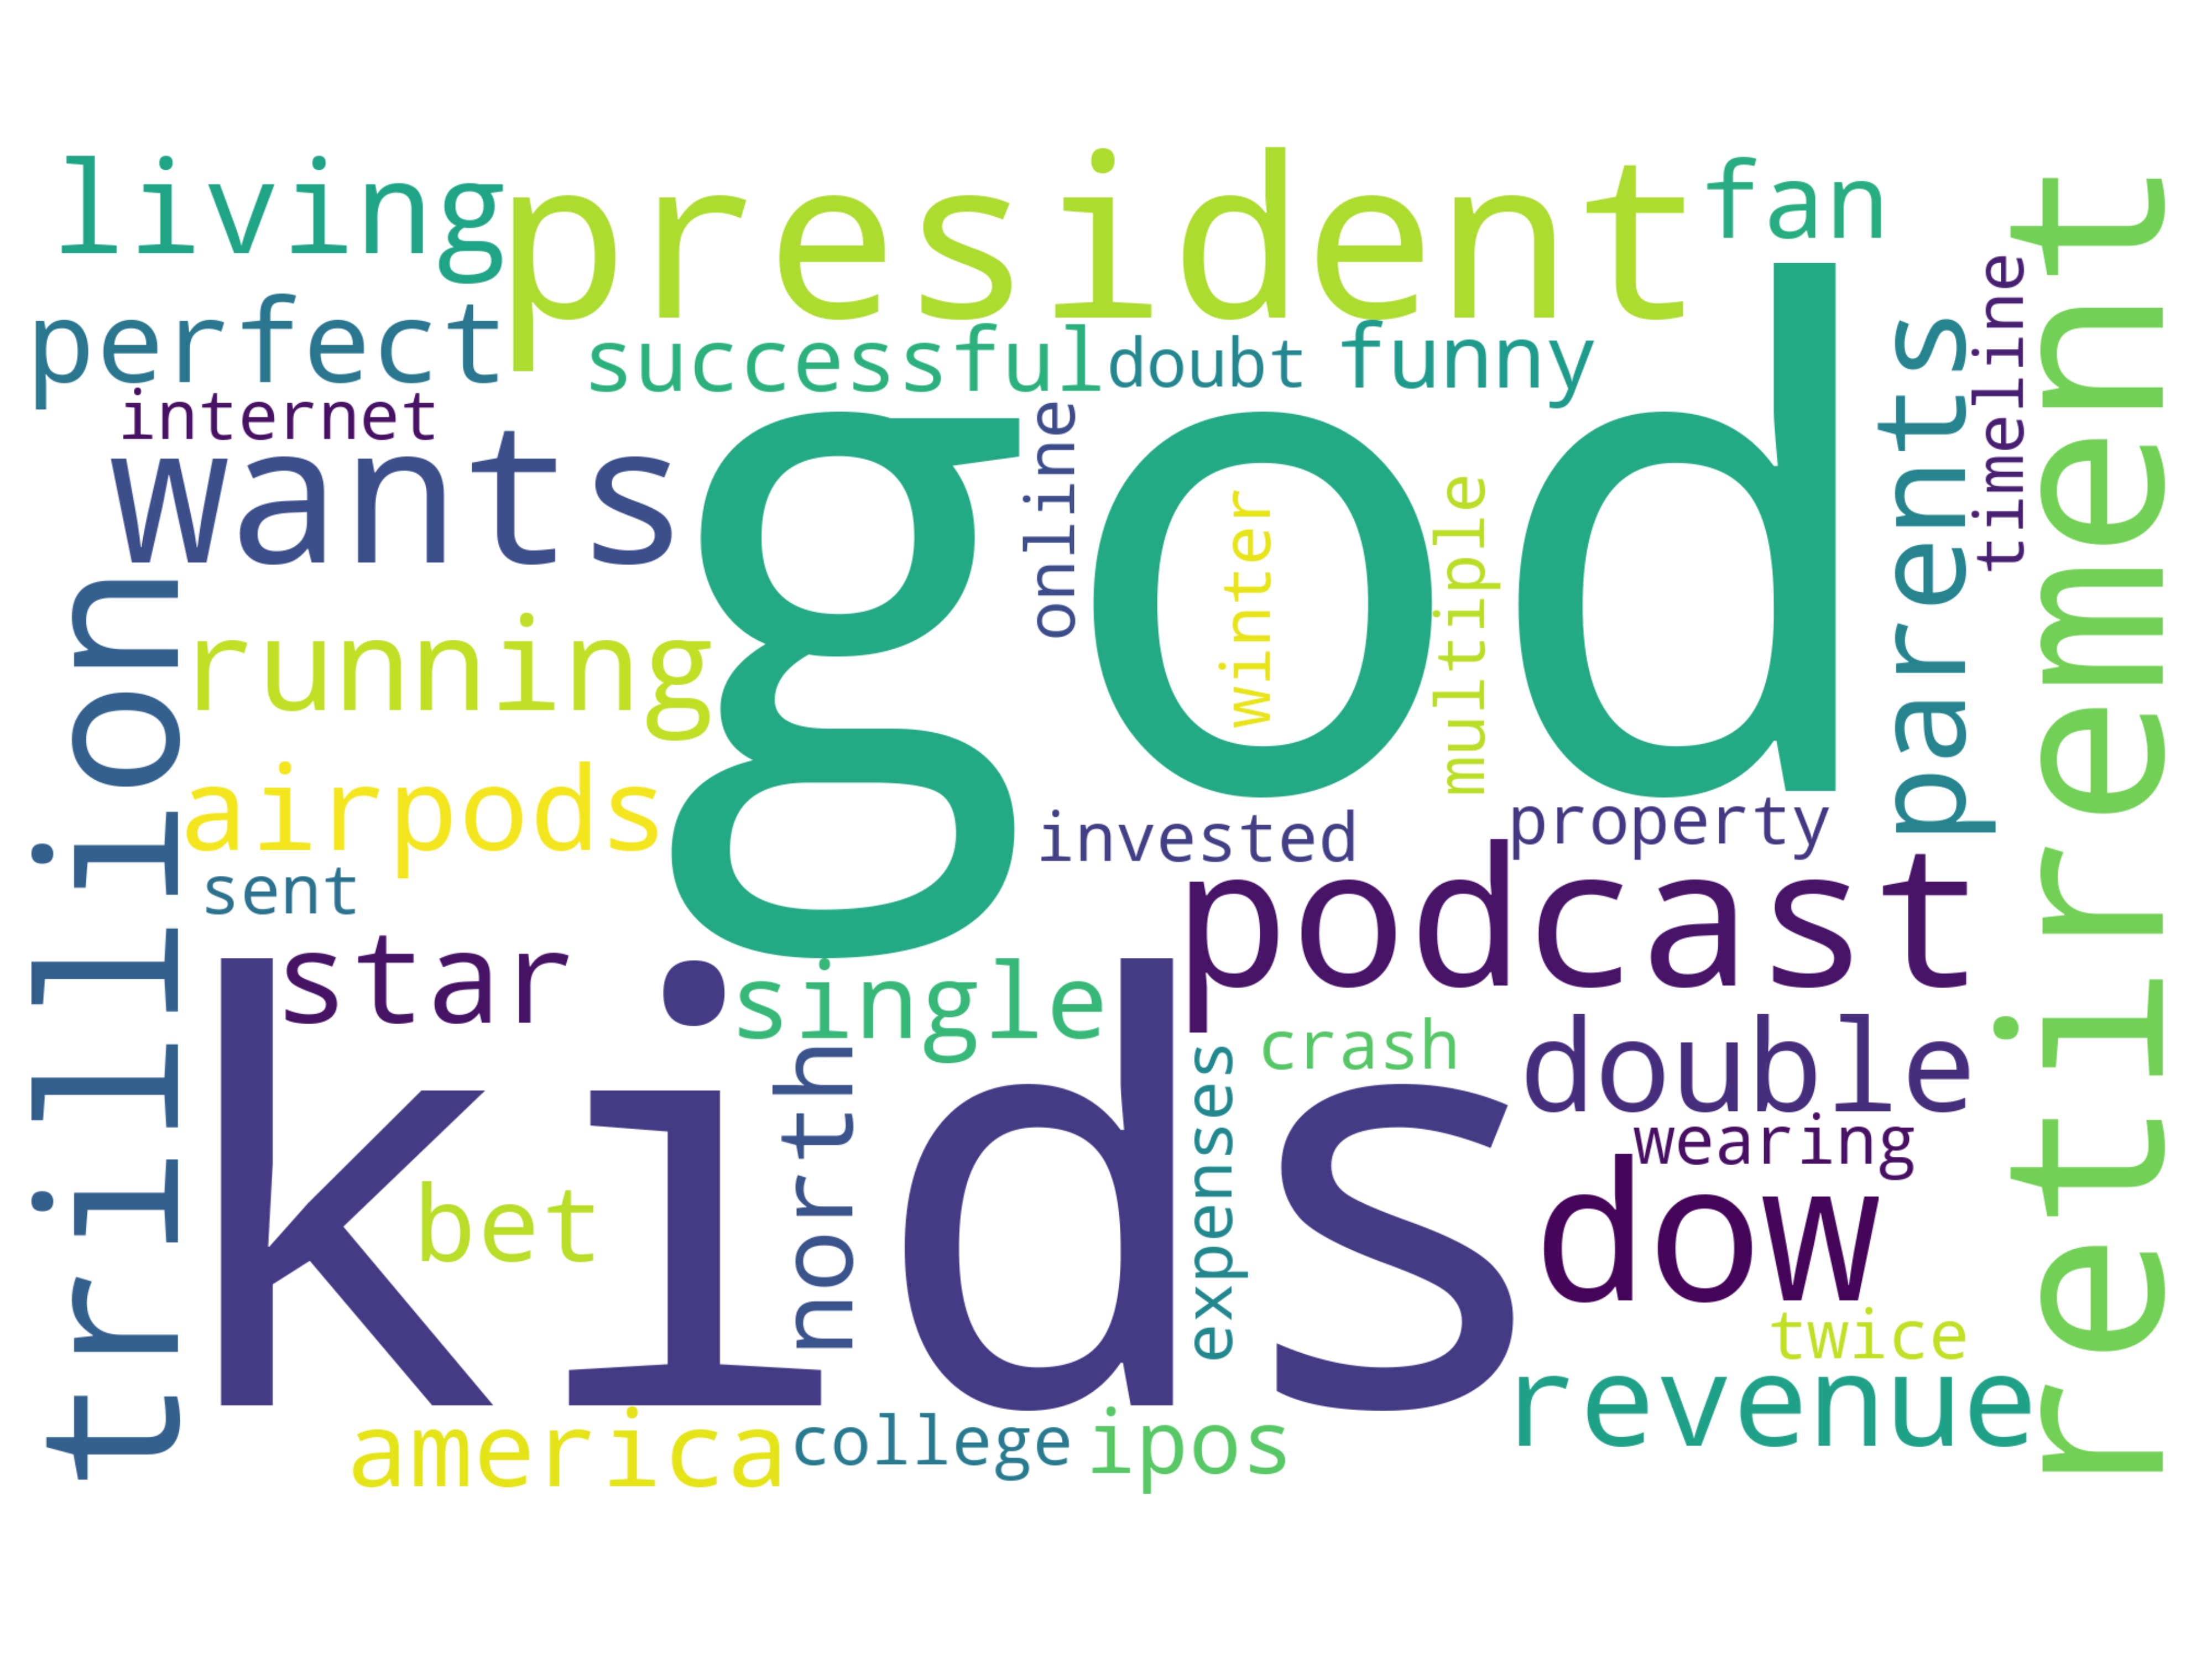 living
president
fan
perfect
successful
doubt
funny
internet
wants
god
online
winter
multiple
parents
timeline
retirement
trillion
running
airpods
sent
invested
property
podcast
star
single
crash
double
kids
north
expenses
wearing
bet
dow
twice
revenue
america
college
ipos